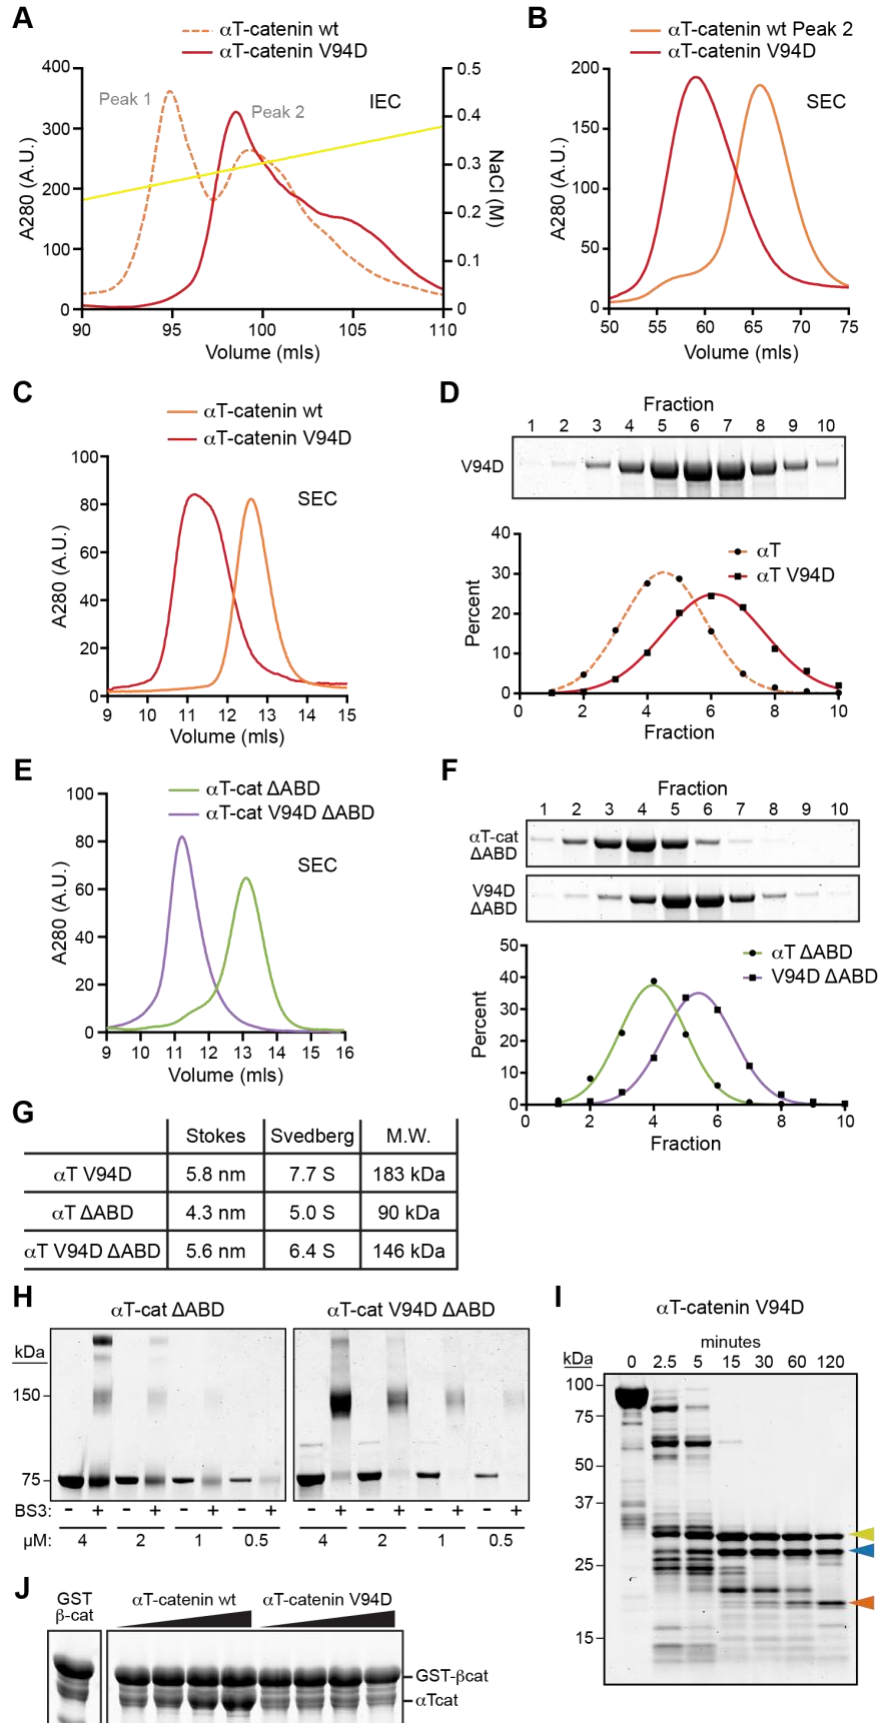 A
αT-catenin wt
αT-catenin V94D
Peak 1
Peak 2
IEC
400
300
200
100
0
A280 (A.U.)
0.5
0.4
0.3
0.2
0.1
0
NaCl (M)
90 95 100 105 110
Volume (mls)
B
αT-catenin wt Peak 2
αT-catenin V94D
SEC
200
150
100
50
0
A280 (A.U.)
50 55 60 65 70 75
Volume (mls)
C
αT-catenin wt
αT-catenin V94D
SEC
100
80
60
40
20
0
A280 (A.U.)
9 10 11 12 13 14 15
Volume (mls)
D
Fraction
1 2 3 4 5 6 7 8 9 10
V94D
αT
αT V94D
40
30
20
10
0
Percent
0 2 4 6 8 10
Fraction
E
αT-cat ΔABD
αT-cat V94D ΔABD
SEC
100
80
60
40
20
0
A280 (A.U.)
9 10 11 12 13 14 15 16
Volume (mls)
F
Fraction
1 2 3 4 5 6 7 8 9 10
αT-cat
ΔABD
V94D
ΔABD
αT ΔABD
V94D ΔABD
50
40
30
20
10
0
Percent
0 2 4 6 8 10
Fraction
G
Stokes Svedberg M.W.
αT V94D 5.8 nm 7.7 S 183 kDa
αT ΔABD 4.3 nm 5.0 S 90 kDa
αT V94D ΔABD 5.6 nm 6.4 S 146 kDa
H
αT-cat ΔABD αT-cat V94D ΔABD
kDa
150
75
BS3: - + - + - + - + - + - + - + - +
μM: 4 2 1 0.5 4 2 1 0.5
I
αT-catenin V94D
minutes
kDa 0 2.5 5 15 30 60 120
100
75
50
37
25
15
J
GST
β-cat
αT-catenin wt αT-catenin V94D
GST-βcat
αTcat